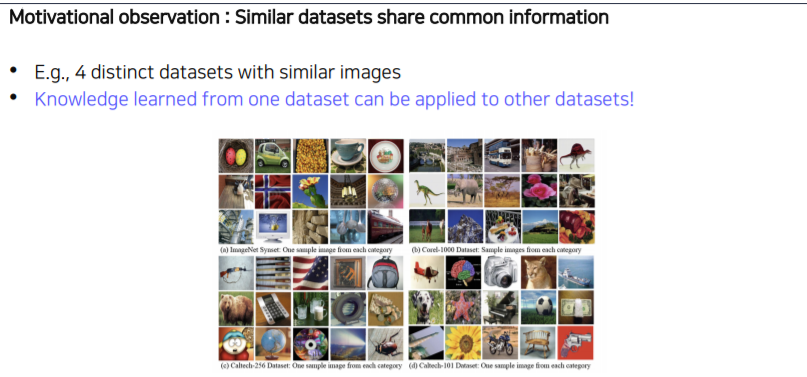 Motivational observation : Similar datasets share common information
• E.g., 4 distinct datasets with similar images
• Knowledge learned from one dataset can be applied to other datasets!
(a) ImageNet Synset: One sample image from each category
(b) Corel-1000 Dataset: Sample images from each category
(c) Caltech-256 Dataset: One sample image from each category
(d) Caltech-101 Dataset: One sample image from each category